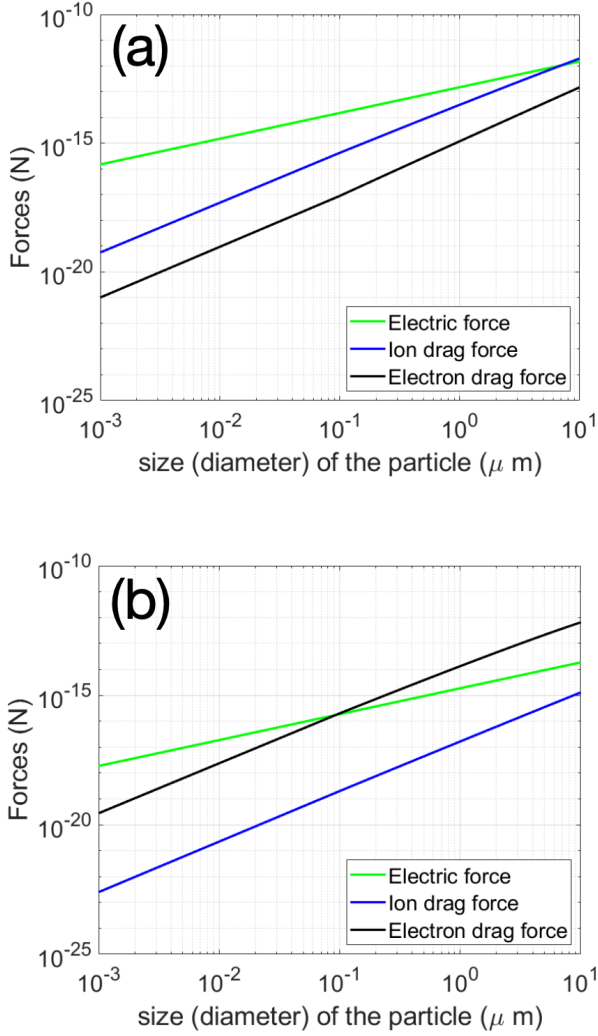 (a)
10^-10
10^-15
10^-20
10^-25
Forces (N)
Electric force
Ion drag force
Electron drag force
10^-3 10^-2 10^-1 10^0 10^1
size (diameter) of the particle (μ m)
(b)
10^-10
10^-15
10^-20
10^-25
Forces (N)
Electric force
Ion drag force
Electron drag force
10^-3 10^-2 10^-1 10^0 10^1
size (diameter) of the particle (μ m)